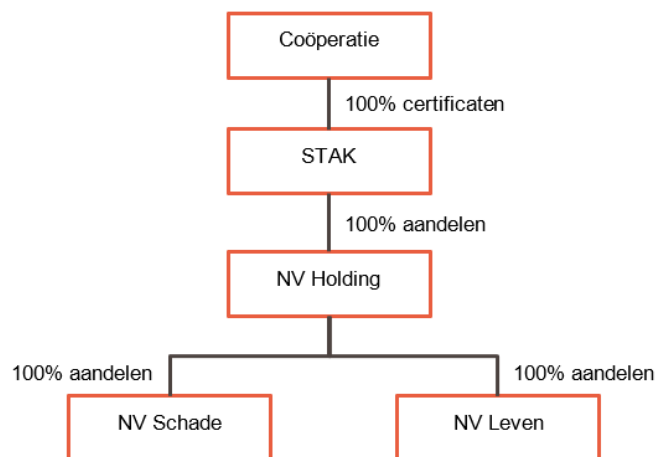 Coöperatie
100% certificaten
STAK
100% aandelen
NV Holding
100% aandelen
100% aandelen
NV Schade
NV Leven